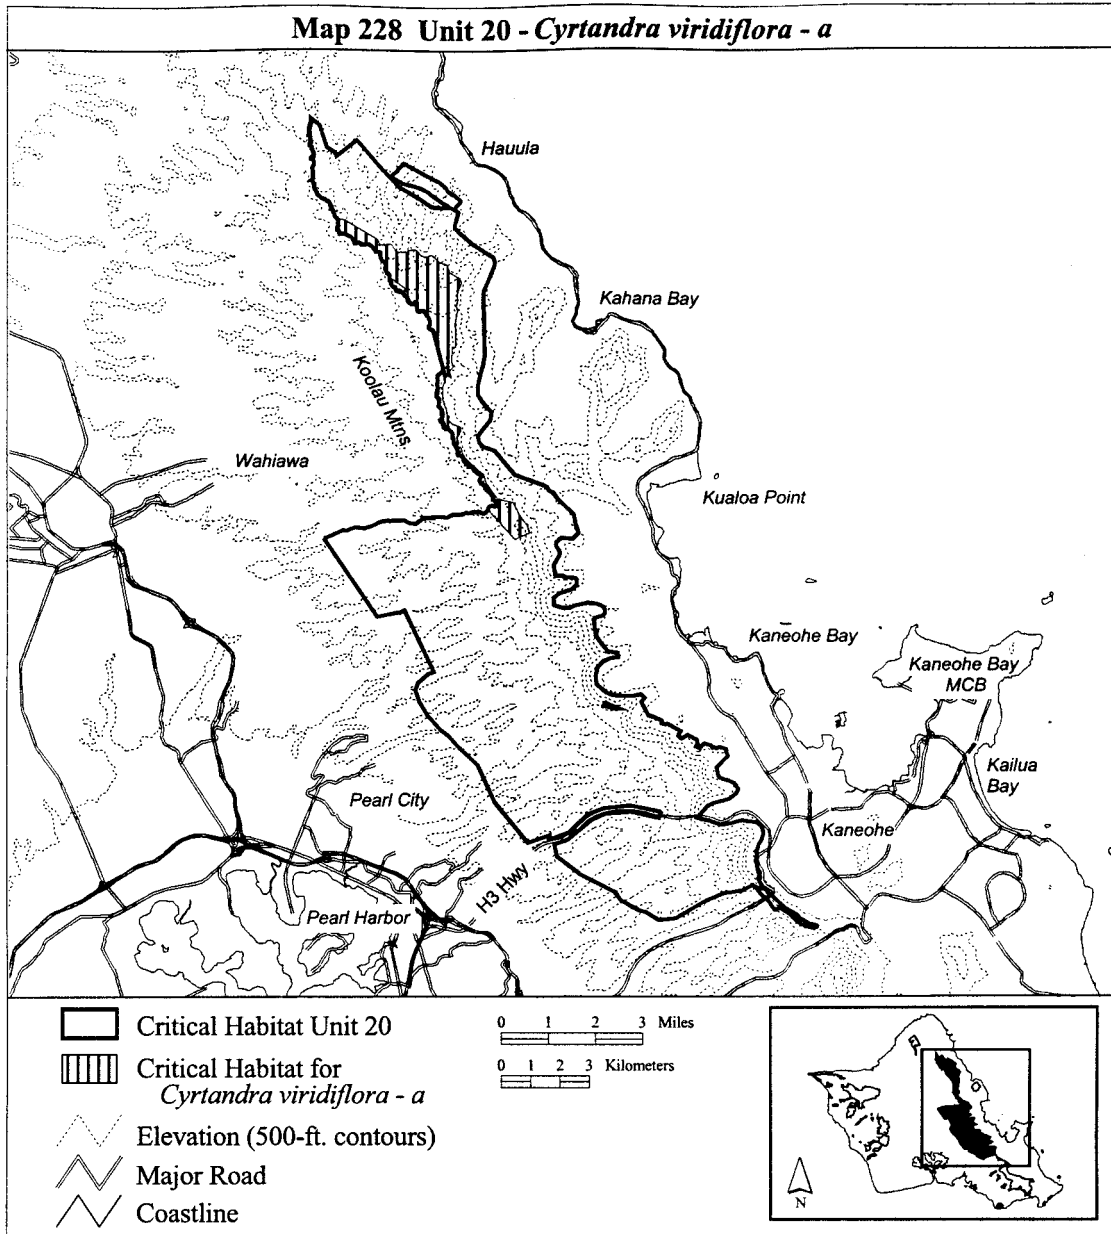 Map 228 Unit 20 - Cyrtandra viridiflora - a
Hauula
Kahana Bay
Koolau Mtns.
Wahiawa
Kualoa Point
Kaneohe Bay
Kaneohe Bay
MCB
Kailua
Bay
Pearl City
Kaneohe
H3 Hwy
Pearl Harbor
Critical Habitat Unit 20
Critical Habitat for
Cyrtandra viridiflora - a
Elevation (500-ft. contours)
Major Road
Coastline
0 1 2 3 Miles
0 1 2 3 Kilometers
N